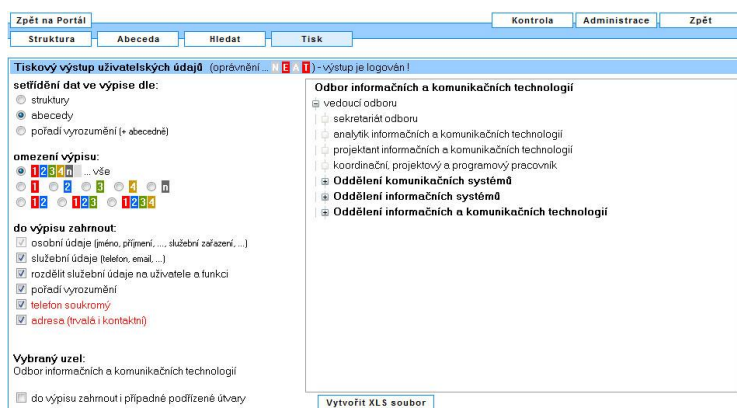 Zpět na Portál
Kontrola Administrace Zpět
Struktura Abeceda Hledat Tisk
Tiskový výstup uživatelských údajů (oprávnění ... N E A T ) - výstup je logován !
setřídění dat ve výpise dle:
struktury
abecedy
pořadí vyrozumění (+ abecedně)
omezení výpisu:
1 2 3 4 n ... vše
1 2 3 4 n
12 123 1234
do výpisu zahrnout:
osobní údaje (jméno, příjmení, ..., služební zařazení, ...)
služební údaje (telefon, email, ...)
rozdělit služební údaje na uživatele a funkci
pořadí vyrozumění
telefon soukromý
adresa (trvalá i kontaktní)
Vybraný uzel:
Odbor informačních a komunikačních technologií
do výpisu zahrnout i případné podřízené útvary
Odbor informačních a komunikačních technologií
vedoucí odboru
sekretariát odboru
analytik informačních a komunikačních technologií
projektant informačních a komunikačních technologií
koordinační, projektový a programový pracovník
Oddělení komunikačních systémů
Oddělení informačních systémů
Oddělení informačních a komunikačních technologií
Vytvořit XLS soubor